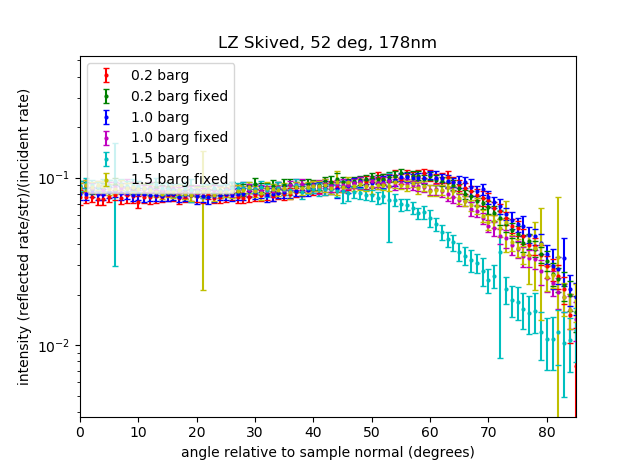 LZ Skived, 52 deg, 178nm
intensity (reflected rate/str)/(incident rate)
10⁻¹
10⁻²
0.2 barg
0.2 barg fixed
1.0 barg
1.0 barg fixed
1.5 barg
1.5 barg fixed
0 10 20 30 40 50 60 70 80
angle relative to sample normal (degrees)